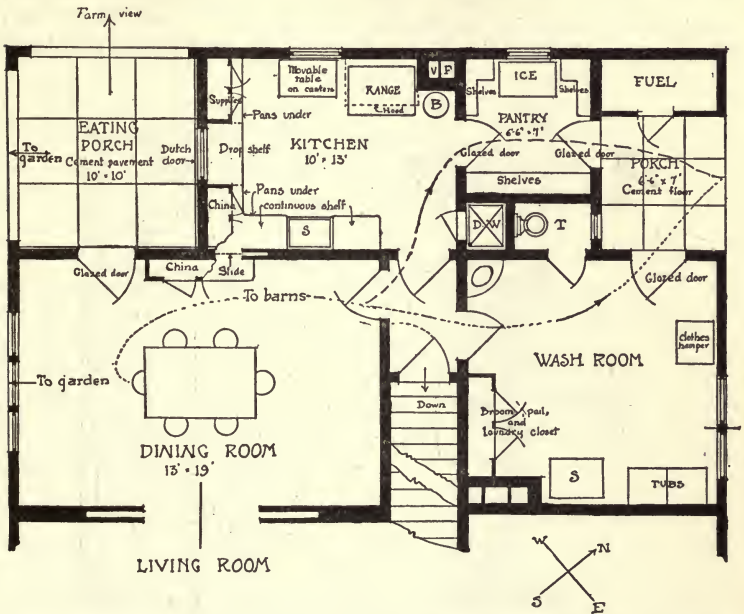 Farm view
Movable
table
on casters
RANGE
Hood
V F
B
ICE
Shelves
Shelves
PANTRY
6'-6" × 7'
FUEL
Supplies
Pans under
KITCHEN
10' × 13'
EATING
PORCH
Cement pavement
10' × 10'
To
garden
Dutch
door
Drop shelf
Glazed door
Glazed door
PORCH
6'-6" × 7'
Cement floor
Shelves
China
Pans under
continuous shelf
S
D W
T
Glazed door
China
Slide
Glazed door
To barns
clothes
hamper
WASH ROOM
To garden
Down
Broom, pail,
and
Laundry closet
DINING ROOM
13' × 19'
S
TUBS
LIVING ROOM
W N
S E